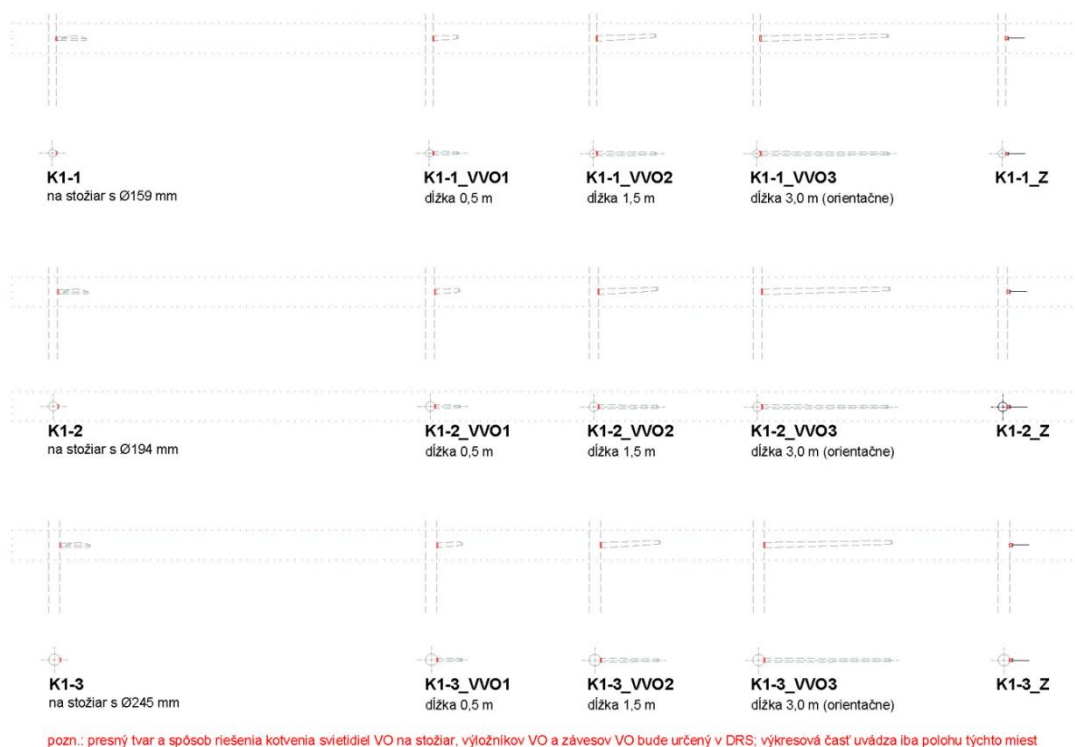 K1-1
na stožiar s Ø159 mm
K1-1_VVO1
dĺžka 0,5 m
K1-1_VVO2
dĺžka 1,5 m
K1-1_VVO3
dĺžka 3,0 m (orientačne)
K1-1_Z
K1-2
na stožiar s Ø194 mm
K1-2_VVO1
dĺžka 0,5 m
K1-2_VVO2
dĺžka 1,5 m
K1-2_VVO3
dĺžka 3,0 m (orientačne)
K1-2_Z
K1-3
na stožiar s Ø245 mm
K1-3_VVO1
dĺžka 0,5 m
K1-3_VVO2
dĺžka 1,5 m
K1-3_VVO3
dĺžka 3,0 m (orientačne)
K1-3_Z
pozn.: presný tvar a spôsob riešenia kotvenia svietidiel VO na stožiar, výložníkov VO a závesov VO bude určený v DRS; výkresová časť uvádza iba polohu týchto miest